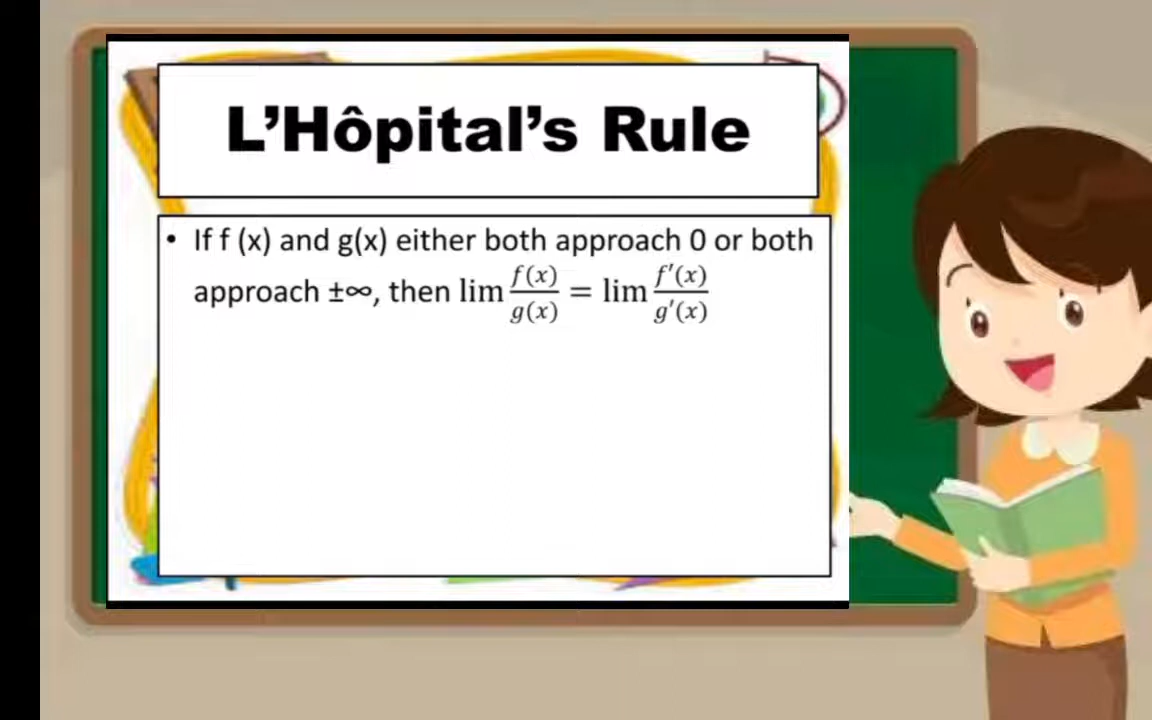 L’Hôpital’s Rule
• If f (x) and g(x) either both approach 0 or both
approach ±∞, then lim f(x)/g(x) = lim f′(x)/g′(x)